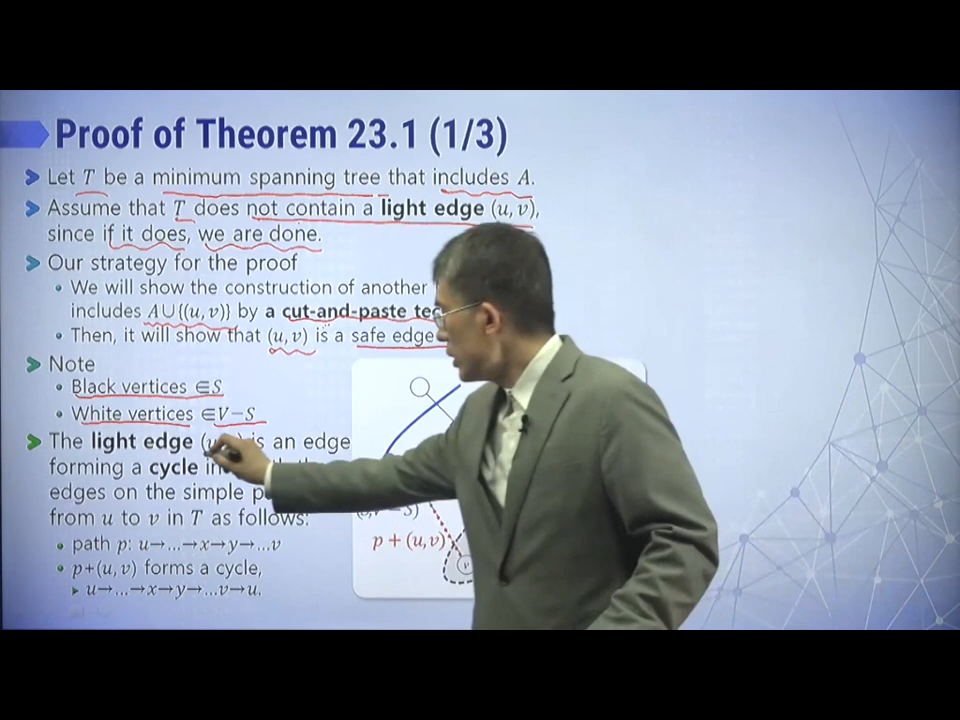 Proof of Theorem 23.1 (1/3)
Let T be a minimum spanning tree that includes A.
Assume that T does not contain a light edge (u,v),
since if it does, we are done.
Our strategy for the proof
• We will show the construction of another
includes A∪{(u,v)} by a cut-and-paste
• Then, it will show that (u,v) is a safe edge
Note
• Black vertices ∈S
• White vertices ∈V−S
The light edge is an edge
forming a cycle
edges on the simple
from u to v in T as follows:
• path p: u→…→x→y→…v
• p+(u,v) forms a cycle,
▸ u→…→x→y→…v→u.
p + (u,v)
v